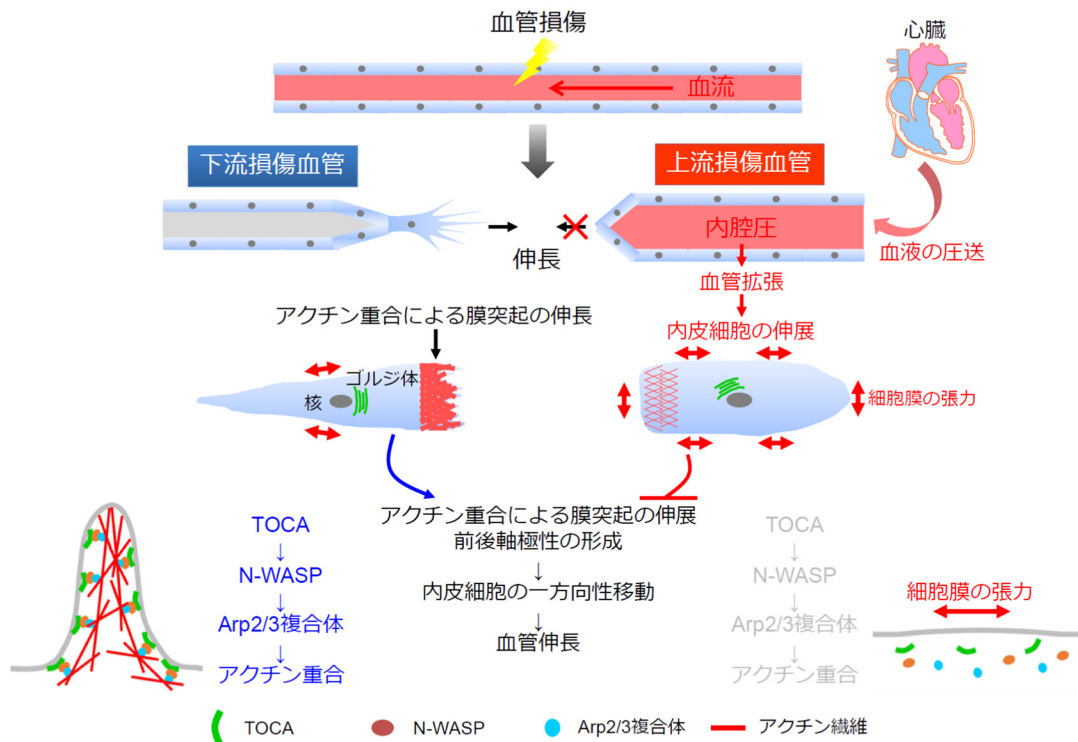 血管損傷
心臓
血流
下流損傷血管
上流損傷血管
内腔圧
伸長
血液の圧送
血管拡張
アクチン重合による膜突起の伸長
内皮細胞の伸展
ゴルジ体
核
細胞膜の張力
アクチン重合による膜突起の伸展
前後軸極性の形成
↓
内皮細胞の一方向性移動
↓
血管伸長
TOCA
↓
N-WASP
↓
Arp2/3複合体
↓
アクチン重合
TOCA
↓
N-WASP
↓
Arp2/3複合体
↓
アクチン重合
細胞膜の張力
TOCA
N-WASP
Arp2/3複合体
アクチン繊維